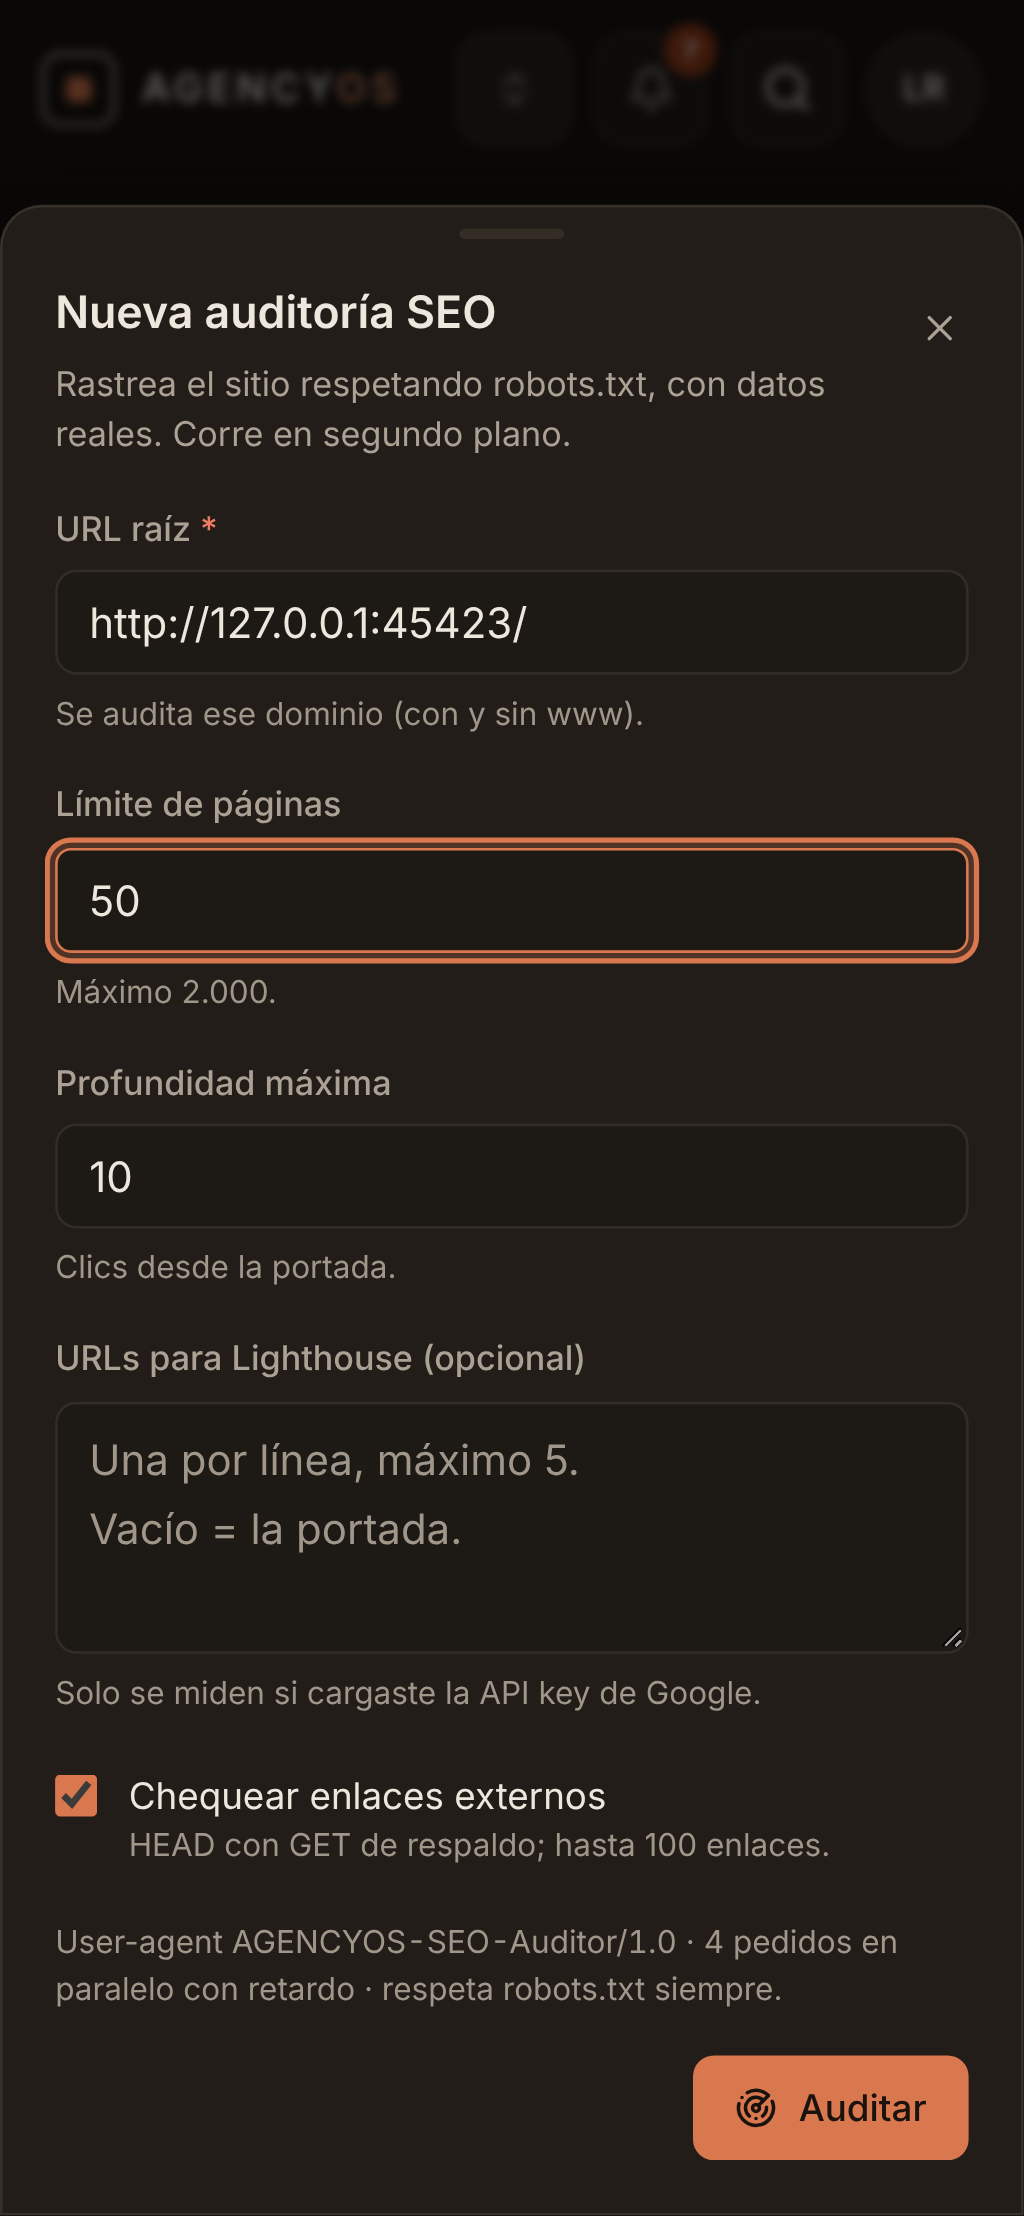 AGENCYOS
LR
Nueva auditoría SEO
Rastrea el sitio respetando robots.txt, con datos
reales. Corre en segundo plano.
URL raíz *
http://127.0.0.1:45423/
Se audita ese dominio (con y sin www).
Límite de páginas
50
Máximo 2.000.
Profundidad máxima
10
Clics desde la portada.
URLs para Lighthouse (opcional)
Una por línea, máximo 5.
Vacío = la portada.
Solo se miden si cargaste la API key de Google.
Chequear enlaces externos
HEAD con GET de respaldo; hasta 100 enlaces.
User-agent AGENCYOS-SEO-Auditor/1.0 · 4 pedidos en
paralelo con retardo · respeta robots.txt siempre.
Auditar